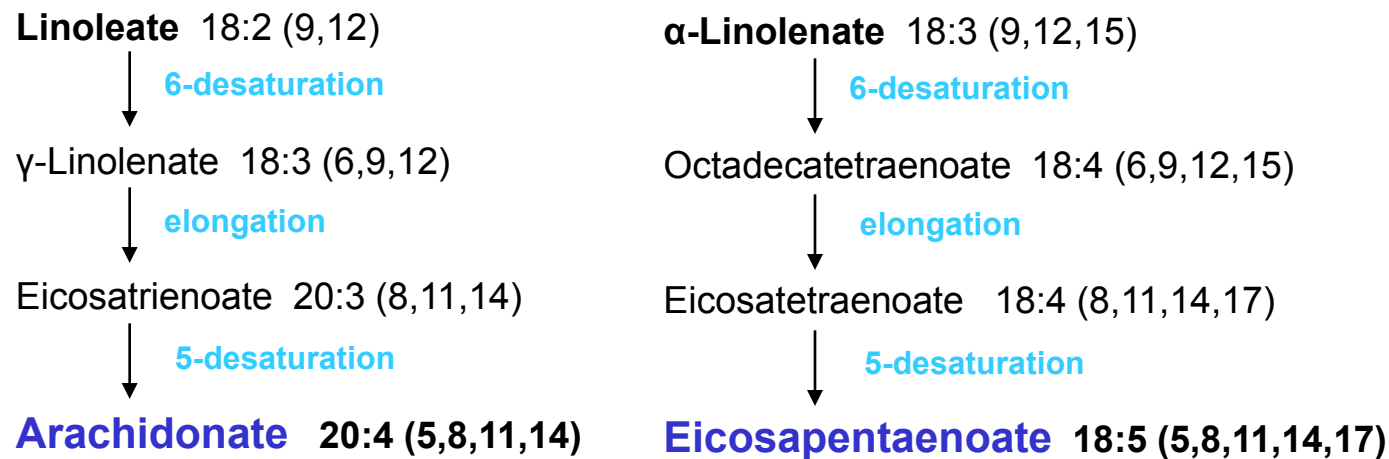 Linoleate 18:2 (9,12)
6-desaturation
γ-Linolenate 18:3 (6,9,12)
elongation
Eicosatrienoate 20:3 (8,11,14)
5-desaturation
Arachidonate 20:4 (5,8,11,14)
α-Linolenate 18:3 (9,12,15)
6-desaturation
Octadecatetraenoate 18:4 (6,9,12,15)
elongation
Eicosatetraenoate 18:4 (8,11,14,17)
5-desaturation
Eicosapentaenoate 18:5 (5,8,11,14,17)